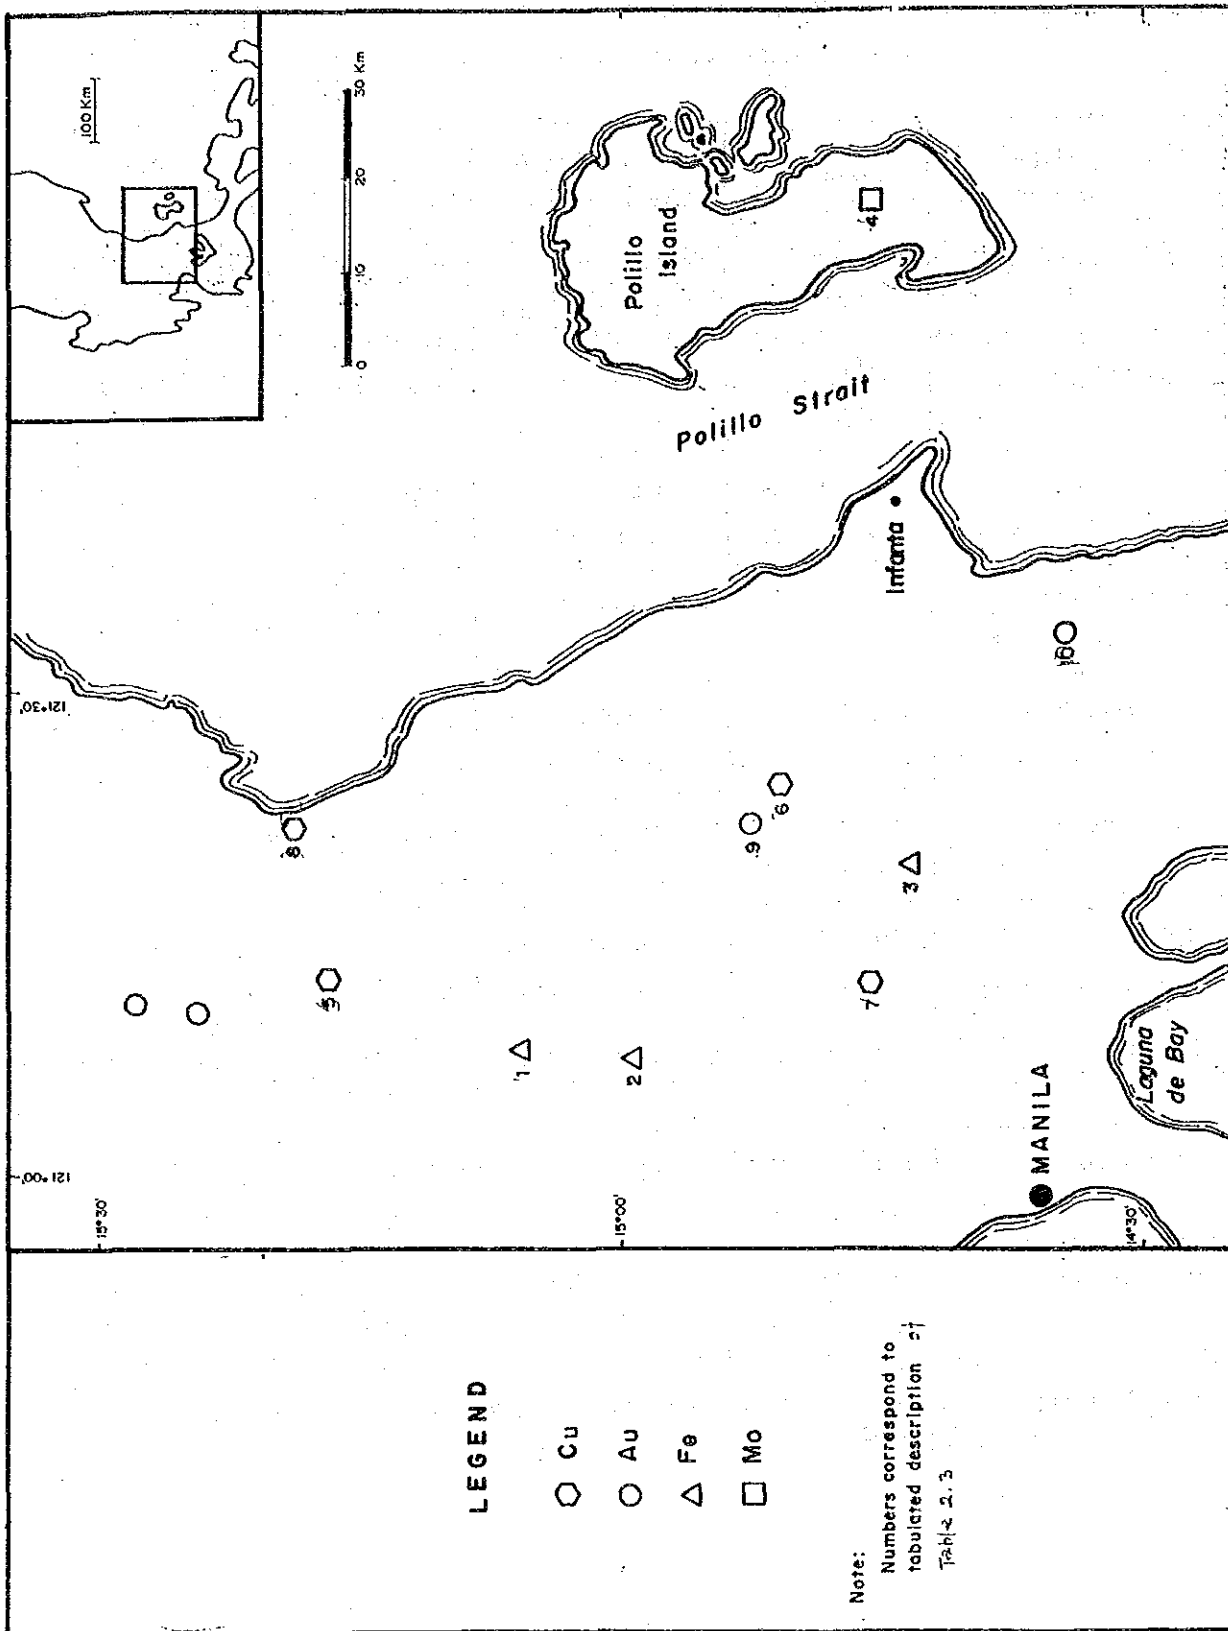 100 Km
0 10 20 30 Km
121°00'
121°30'
15°30'
15°00'
14°30'
Polillo
Island
4
Polillo Strait
Infanta
8
5
1
2
9
6
7
3
10
MANILA
Laguna
de Bay
LEGEND
Cu
Au
Fe
Mo
Note:
Numbers correspond to
tabulated description of
Table 2.3